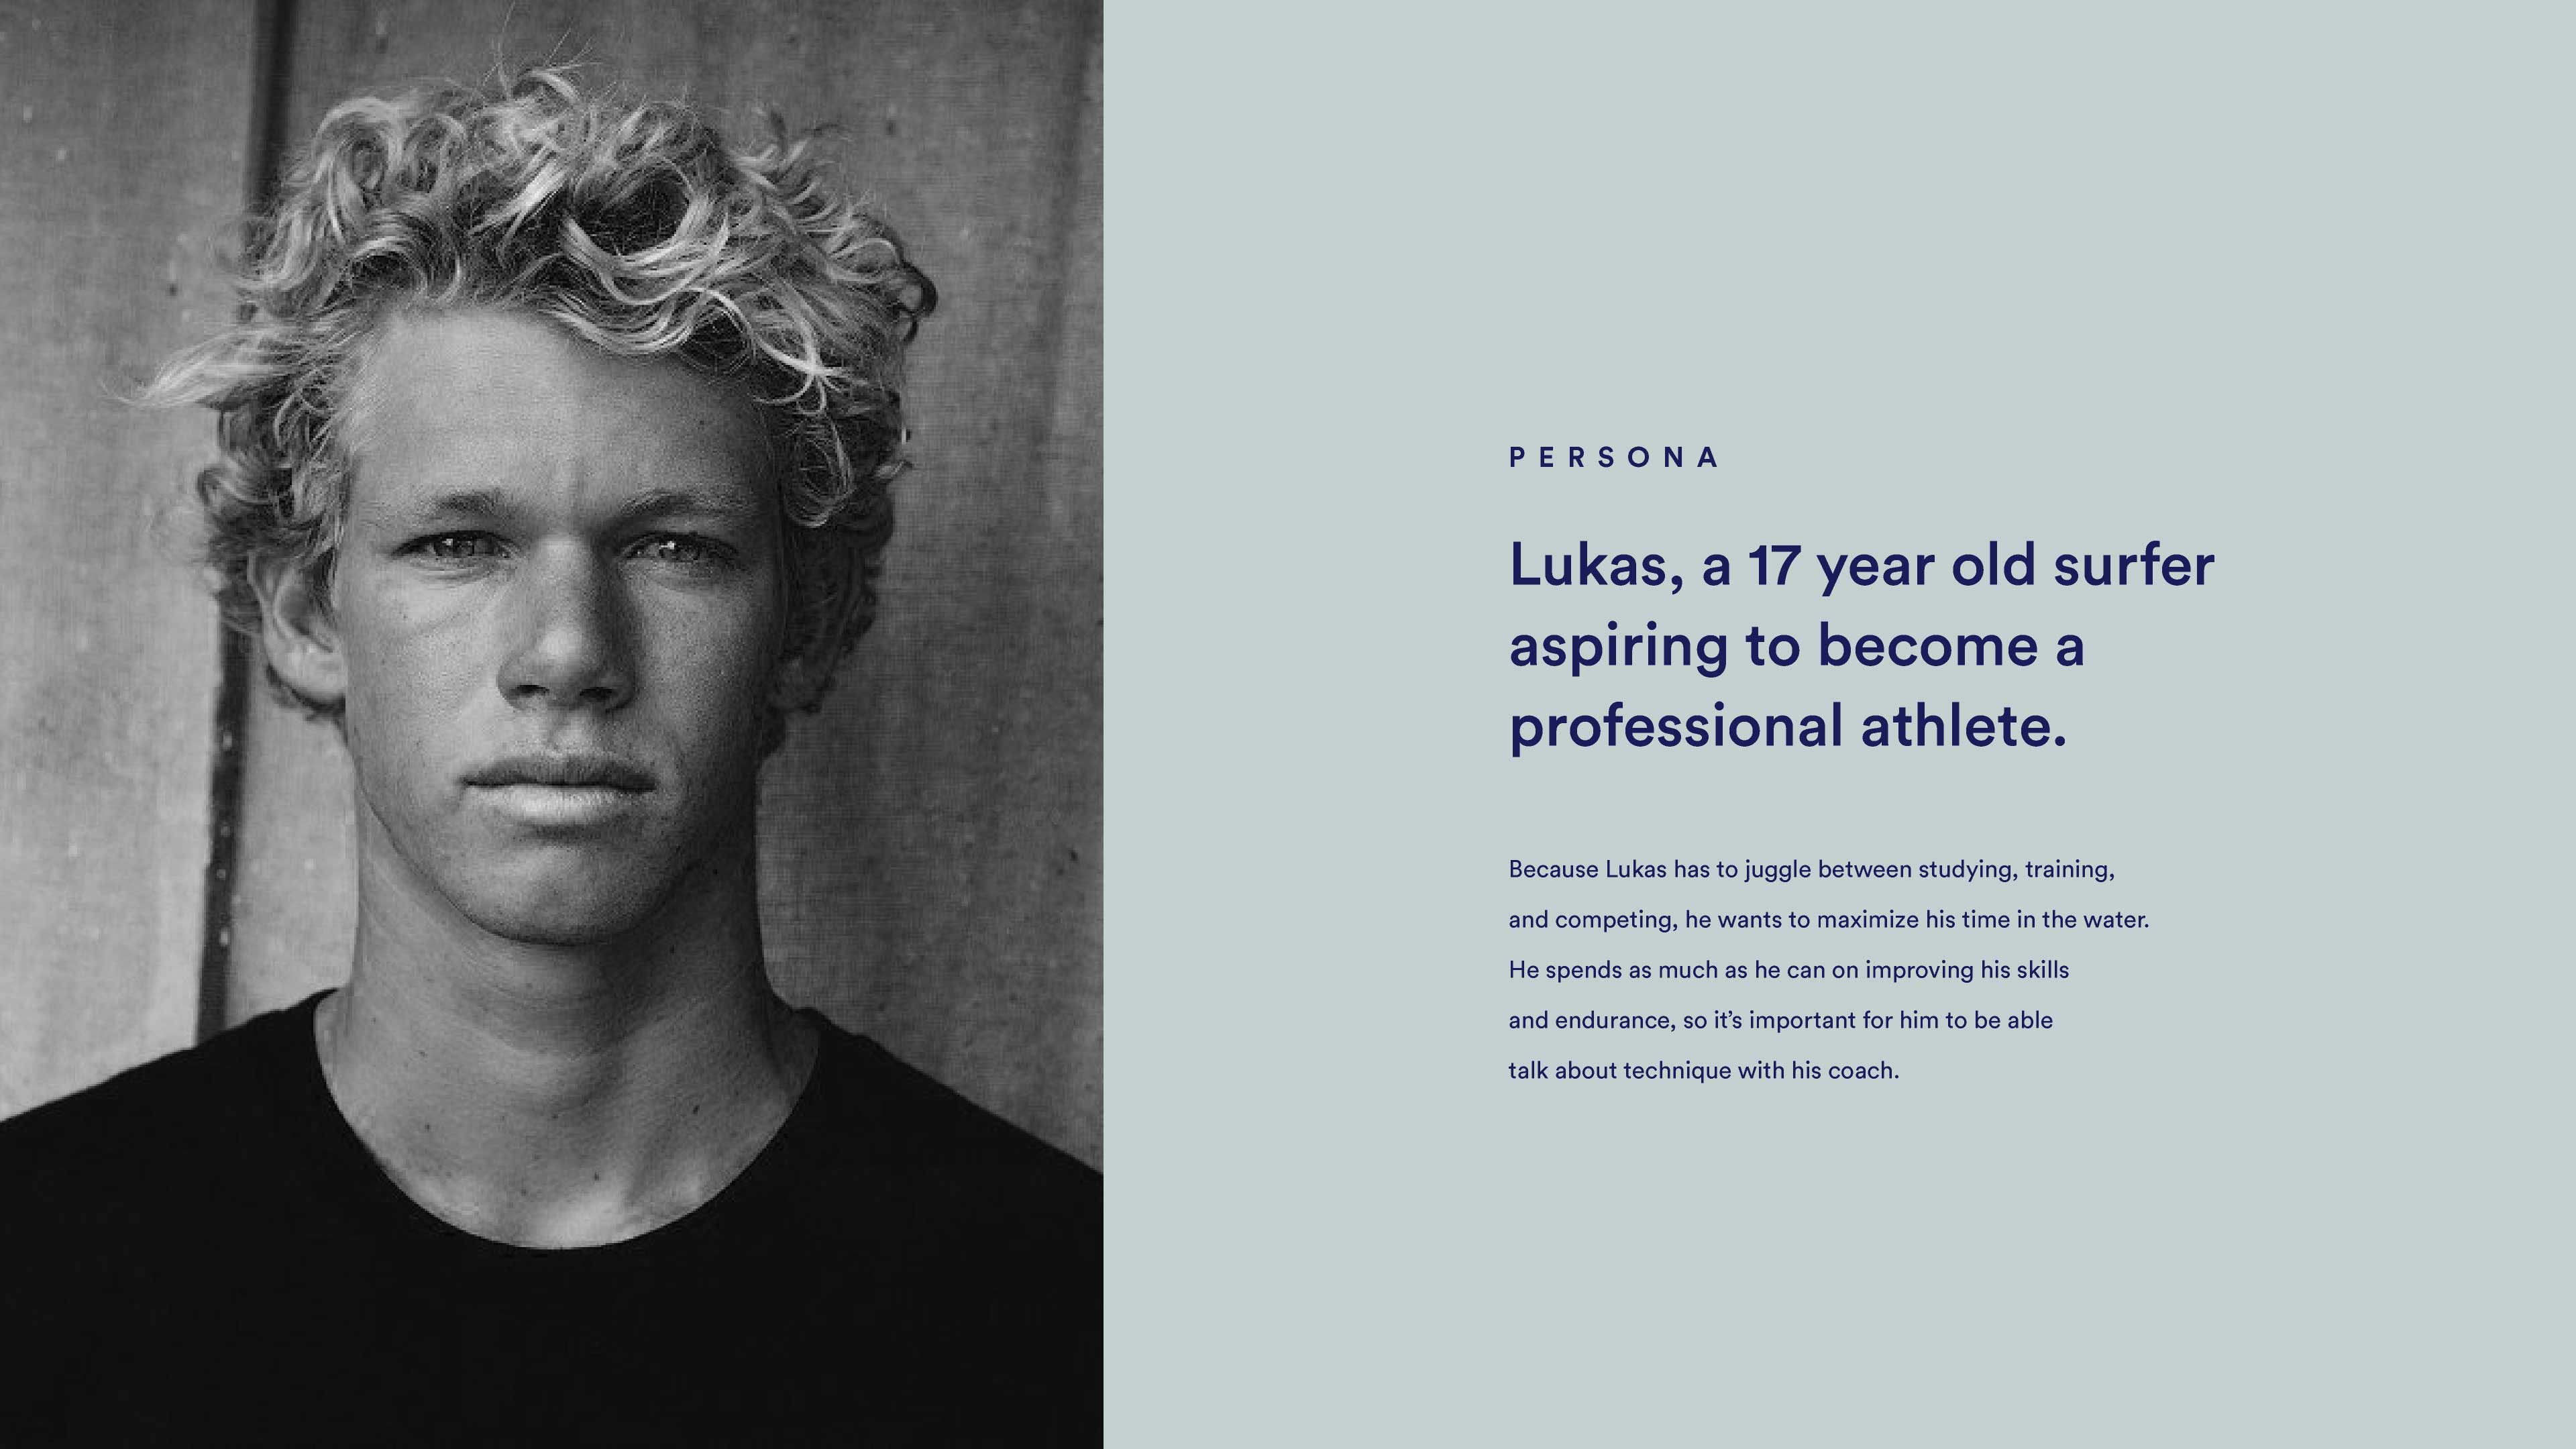 PERSONA
Lukas, a 17 year old surfer
aspiring to become a
professional athlete.
Because Lukas has to juggle between studying, training,
and competing, he wants to maximize his time in the water.
He spends as much as he can on improving his skills
and endurance, so it’s important for him to be able
talk about technique with his coach.